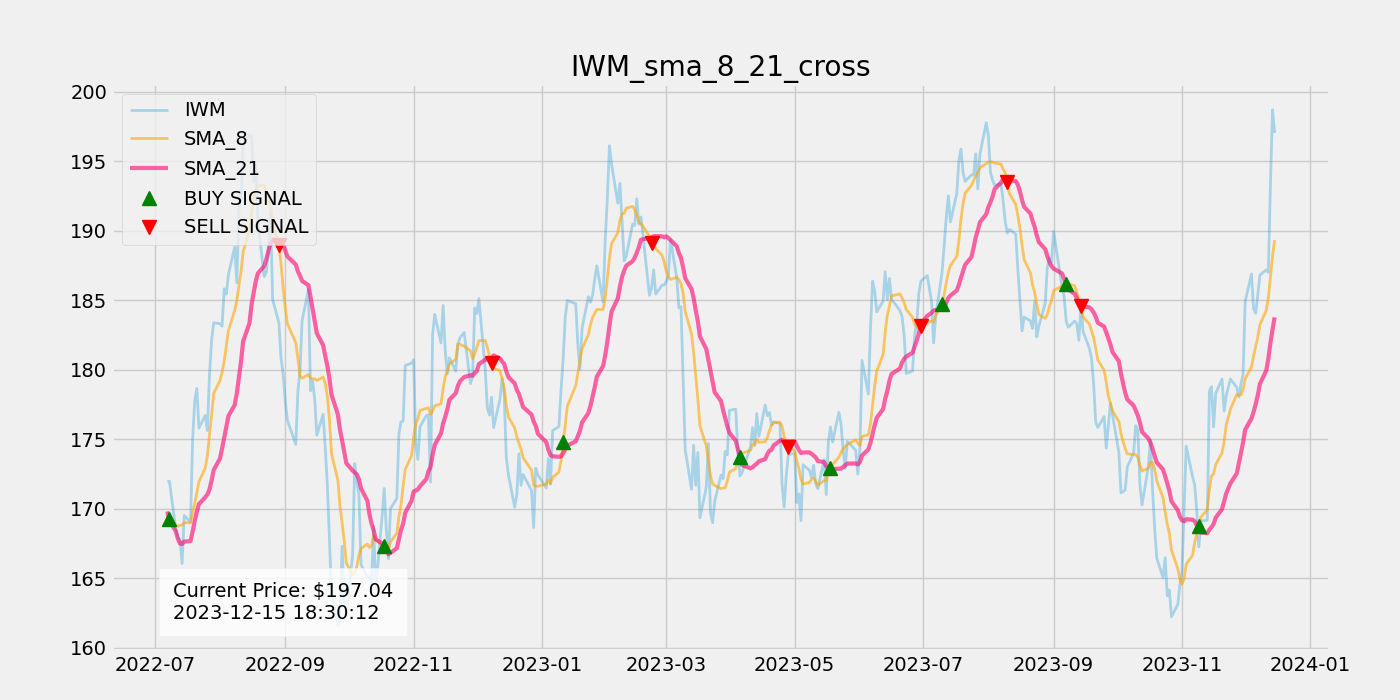 IWM_sma_8_21_cross
200
195
190
185
180
175
170
165
160
IWM
SMA_8
SMA_21
BUY SIGNAL
SELL SIGNAL
Current Price: $197.04
2023-12-15 18:30:12
2022-07 2022-09 2022-11 2023-01 2023-03 2023-05 2023-07 2023-09 2023-11 2024-01